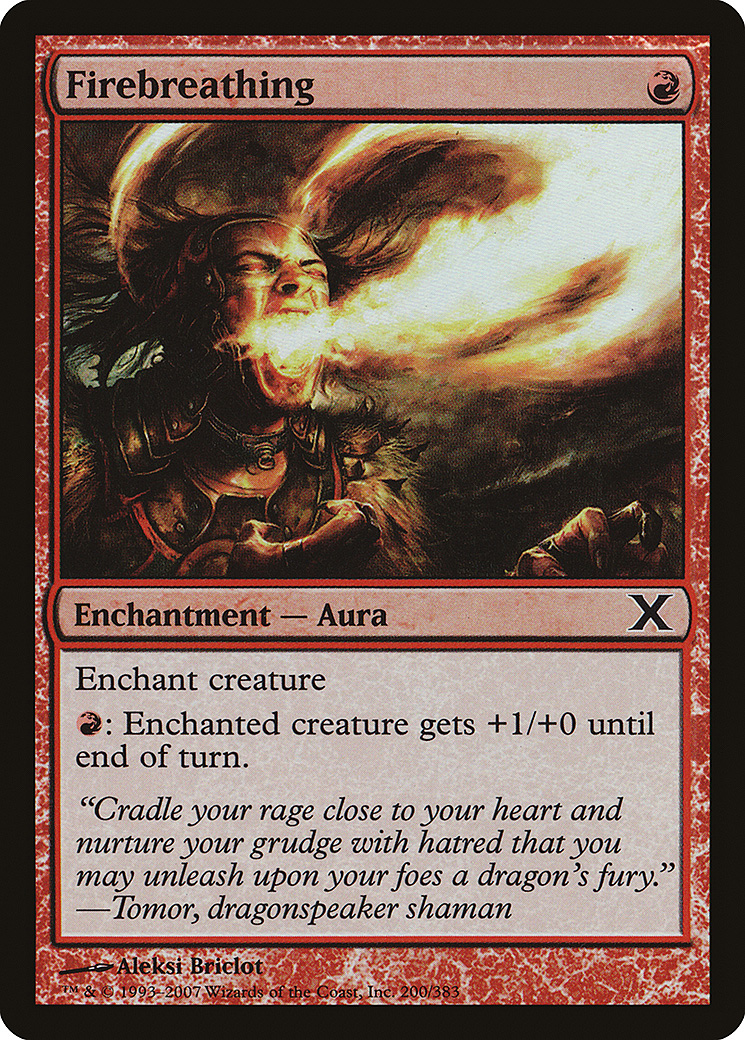 Firebreathing
Enchantment — Aura
X
Enchant creature
: Enchanted creature gets +1/+0 until
end of turn.
“Cradle your rage close to your heart and
nurture your grudge with hatred that you
may unleash upon your foes a dragon’s fury.”
—Tomor, dragonspeaker shaman
Aleksi Briclot
™ & © 1993–2007 Wizards of the Coast, Inc. 200/383